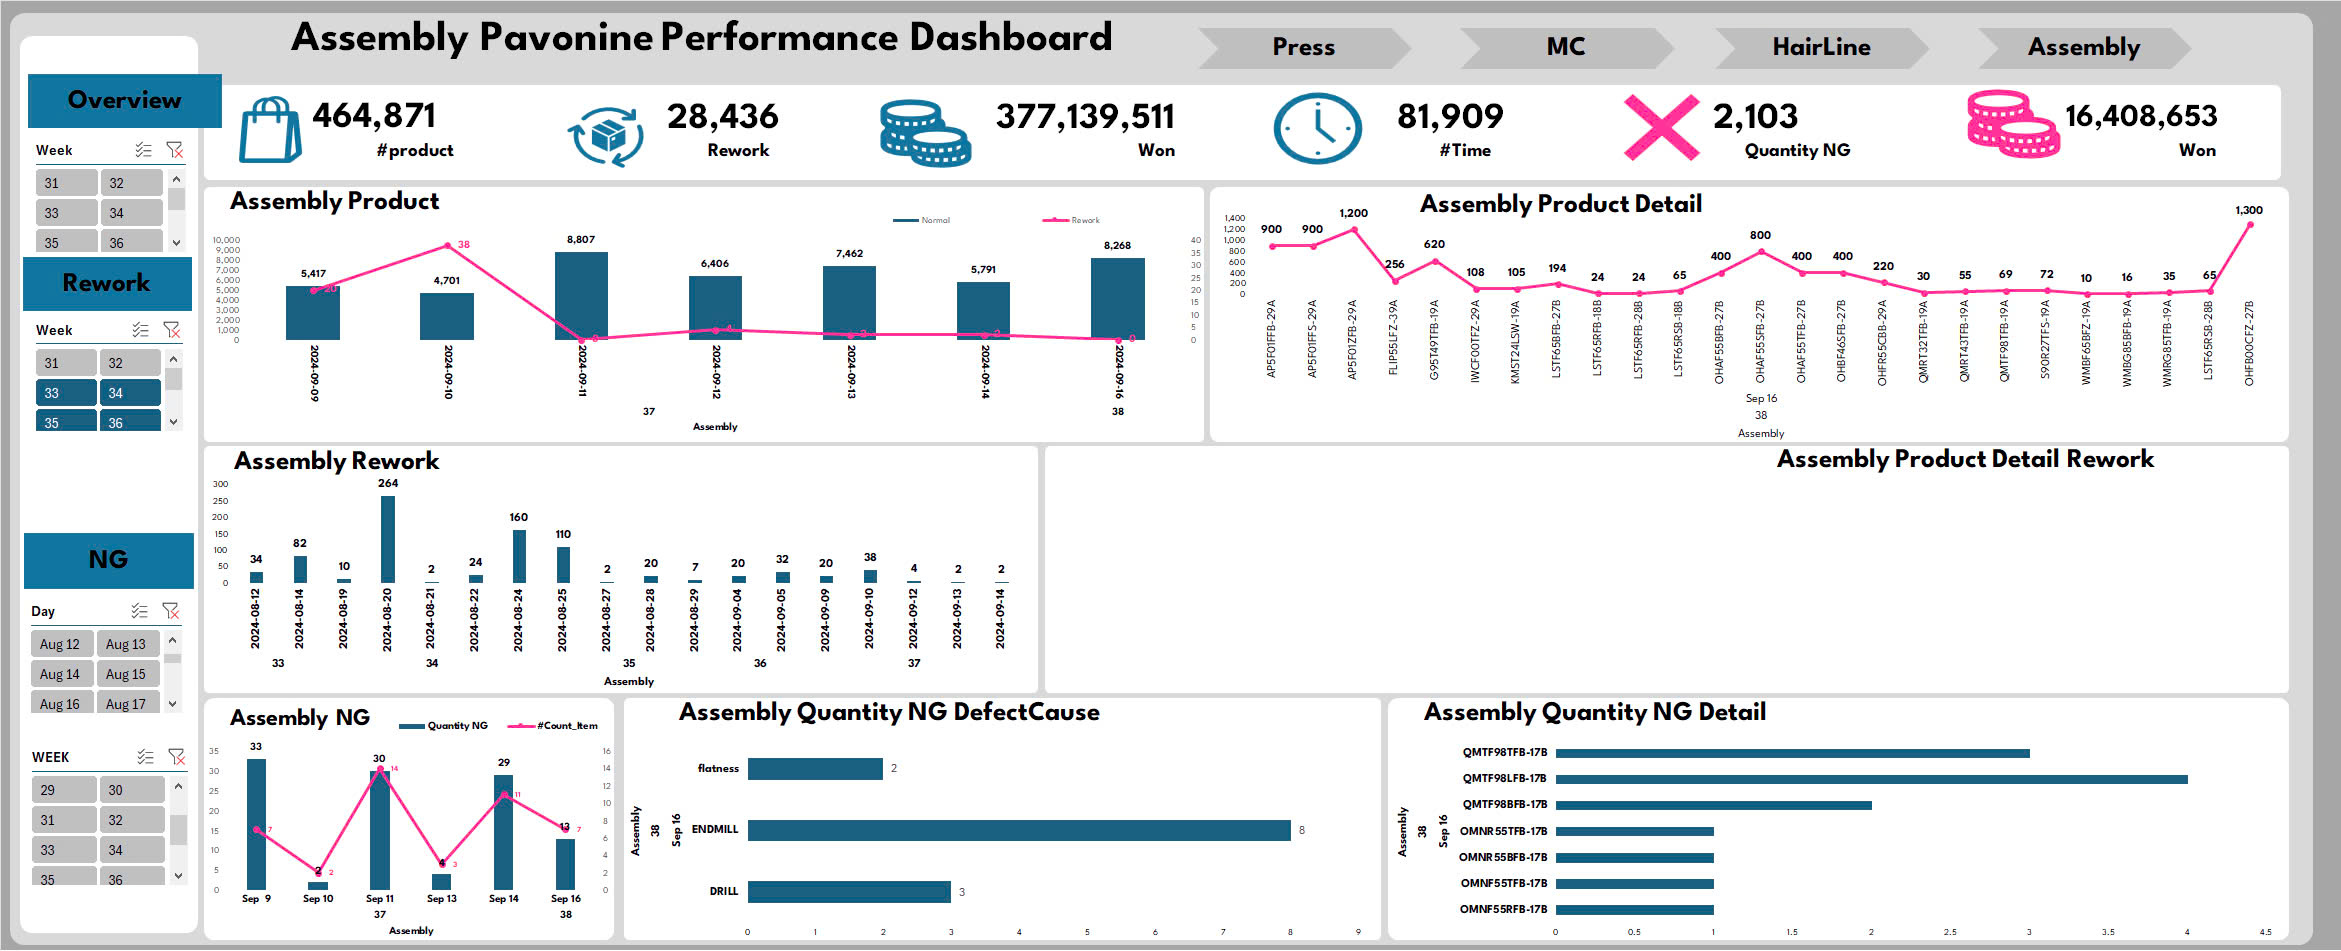 Assembly Pavonine Performance Dashboard
Press
MC
HairLine
Assembly
Overview
464,871
#product
28,436
Rework
377,139,511
Won
81,909
#Time
2,103
Quantity NG
16,408,653
Won
Week
31 32
33 34
35 36
Rework
Week
31 32
33 34
35 36
NG
Day
Aug 12 Aug 13
Aug 14 Aug 15
Aug 16 Aug 17
WEEK
29 30
31 32
33 34
35 36
Assembly Product
Normal Rework
10,000
9,000
8,000
7,000
6,000
5,000
4,000
3,000
2,000
1,000
0
5,417 4,701 8,807 6,406 7,462 5,791 8,268
20 38 0 4 2 2 0
40
35
30
25
20
15
10
5
0
2024-09-09 2024-09-10 2024-09-11 2024-09-12 2024-09-13 2024-09-14 2024-09-16
37 38
Assembly
Assembly Product Detail
1,400
1,200
1,000
800
600
400
200
0
900 900 1,200 256 620 108 105 194 24 24 65 400 800 400 400 220 30 55 69 72 10 16 35 65 1,300
AP5F01FFB-29A
AP5F01FFS-29A
AP5F01ZFB-29A
FLIP55LFZ-39A
G95T49TFB-19A
IWCF00TFZ-29A
KMST24LSW-19A
LSTF65BFB-27B
LSTF65RFB-18B
LSTF65RFB-28B
LSTF65RSB-18B
OHAF55BFB-27B
OHAF55SFB-27B
OHAF55TFB-27B
OHBF46SFB-27B
OHFR55CBB-29A
QMRT32TFB-19A
QMRT43TFB-19A
QMTF98TFB-19A
S90R27TFS-19A
WMBF65BFZ-19A
WMBG85BFB-19A
WMRG85TFB-19A
LSTF65RSB-28B
OHFB00CFZ-27B
Sep 16
38
Assembly
Assembly Rework
300
250
200
150
100
50
0
34 82 10 264 2 24 160 110 2 20 7 20 32 20 38 4 2 2
2024-08-12 2024-08-14 2024-08-19 2024-08-20 2024-08-21 2024-08-22 2024-08-24 2024-08-25 2024-08-27 2024-08-28 2024-08-29 2024-09-04 2024-09-05 2024-09-09 2024-09-10 2024-09-12 2024-09-13 2024-09-14
33 34 35 36 37
Assembly
Assembly Product Detail Rework
Assembly NG
Quantity NG #Count_Item
35
30
25
20
15
10
5
0
33 2 30 4 29 13
7 2 14 3 11 7
16
14
12
10
8
6
4
2
0
Sep 9 Sep 10 Sep 11 Sep 13 Sep 14 Sep 16
37 38
Assembly
Assembly Quantity NG DefectCause
Assembly
38
Sep 16
flatness 2
ENDMILL 8
DRILL 3
0 1 2 3 4 5 6 7 8 9
Assembly Quantity NG Detail
Assembly
38
Sep 16
QMTF98TFB-17B
QMTF98LFB-17B
QMTF98BFB-17B
OMNR55TFB-17B
OMNR55BFB-17B
OMNF55TFB-17B
OMNF55RFB-17B
0 0.5 1 1.5 2 2.5 3 3.5 4 4.5